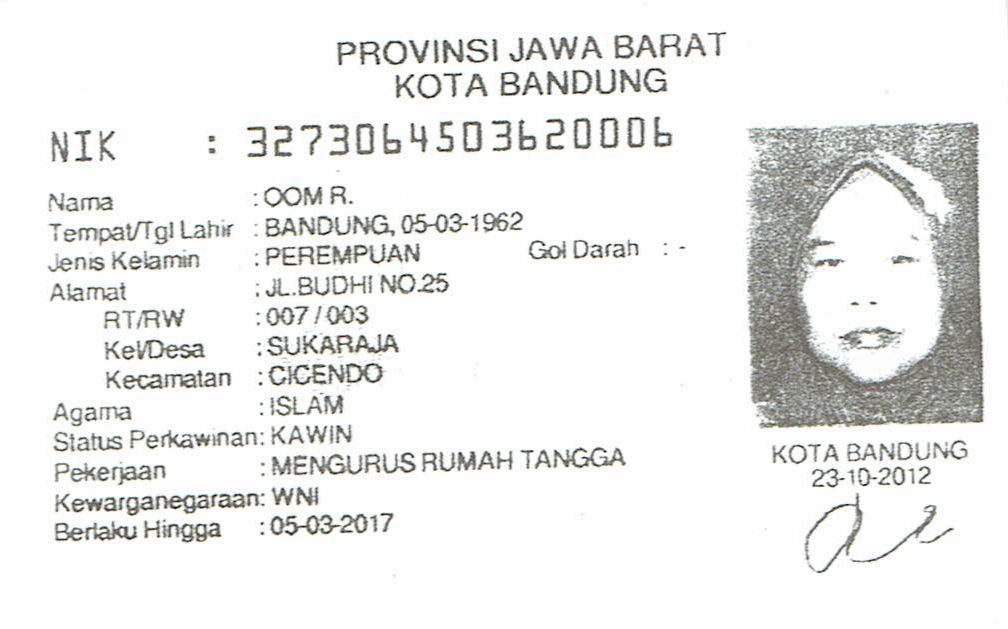 PROVINSI JAWA BARAT
KOTA BANDUNG
NIK : 3273064503620006
Nama : OOM R.
Tempat/Tgl Lahir : BANDUNG, 05-03-1962
Jenis Kelamin : PEREMPUAN Gol Darah : -
Alamat : JL.BUDHI NO.25
RT/RW : 007 / 003
Kel/Desa : SUKARAJA
Kecamatan : CICENDO
Agama : ISLAM
Status Perkawinan: KAWIN
Pekerjaan : MENGURUS RUMAH TANGGA
Kewarganegaraan: WNI
Berlaku Hingga : 05-03-2017
KOTA BANDUNG
23-10-2012